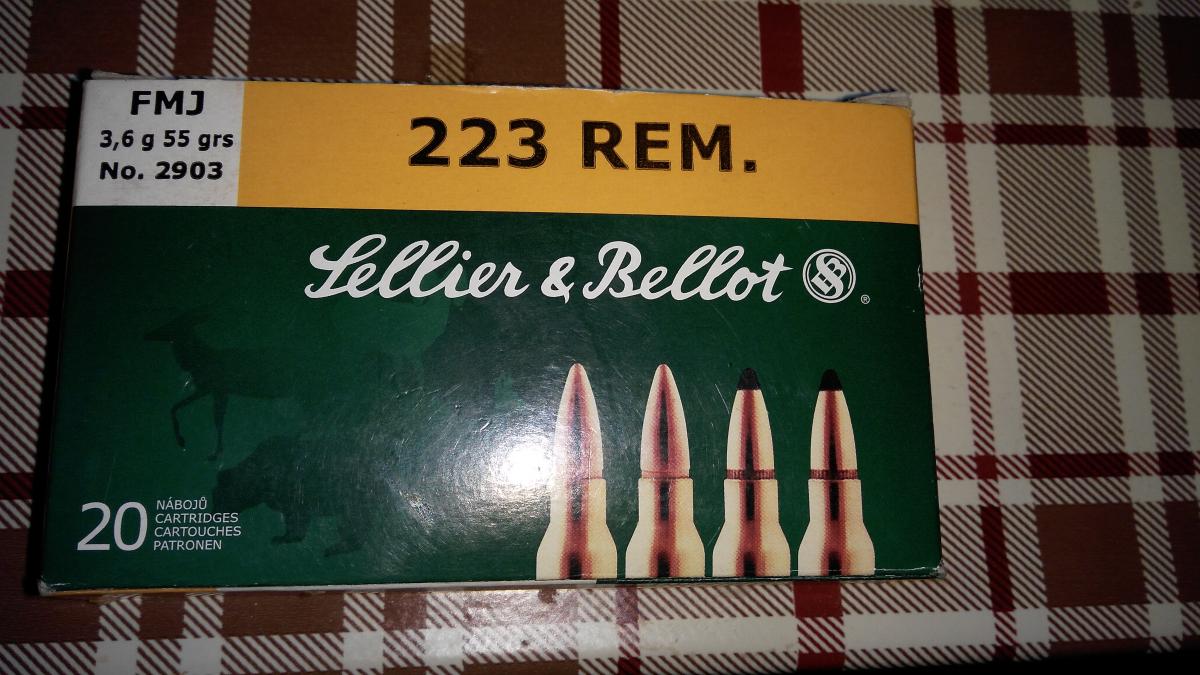 FMJ
3,6 g 55 grs
No. 2903
223 REM.
Sellier & Bellot
®
20
NÁBOJŮ
CARTRIDGES
CARTOUCHES
PATRONEN